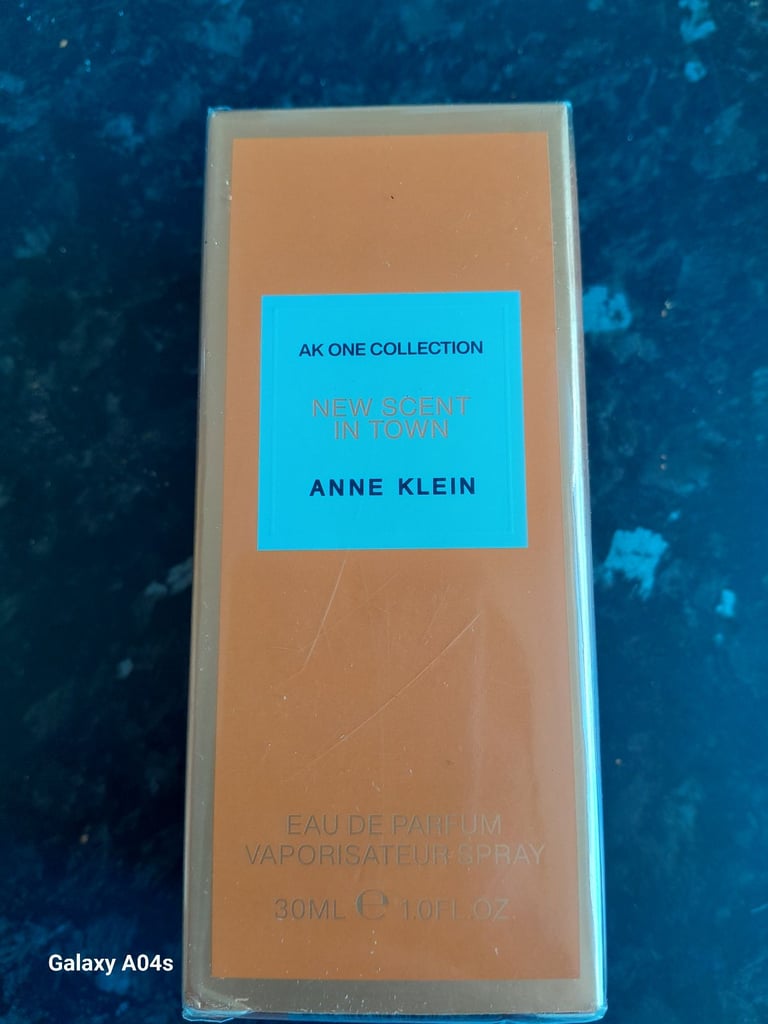 AK ONE COLLECTION
NEW SCENT
IN TOWN
ANNE KLEIN
EAU DE PARFUM
VAPORISATEUR SPRAY
30ML ℮ 1.0FL.OZ.
Galaxy A04s